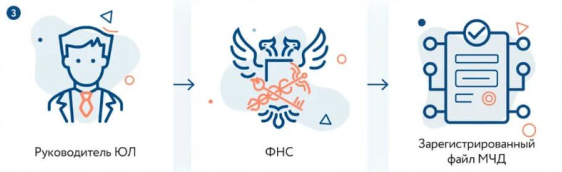 3
Руководитель ЮЛ
ФНС
Зарегистрированный
файл МЧД